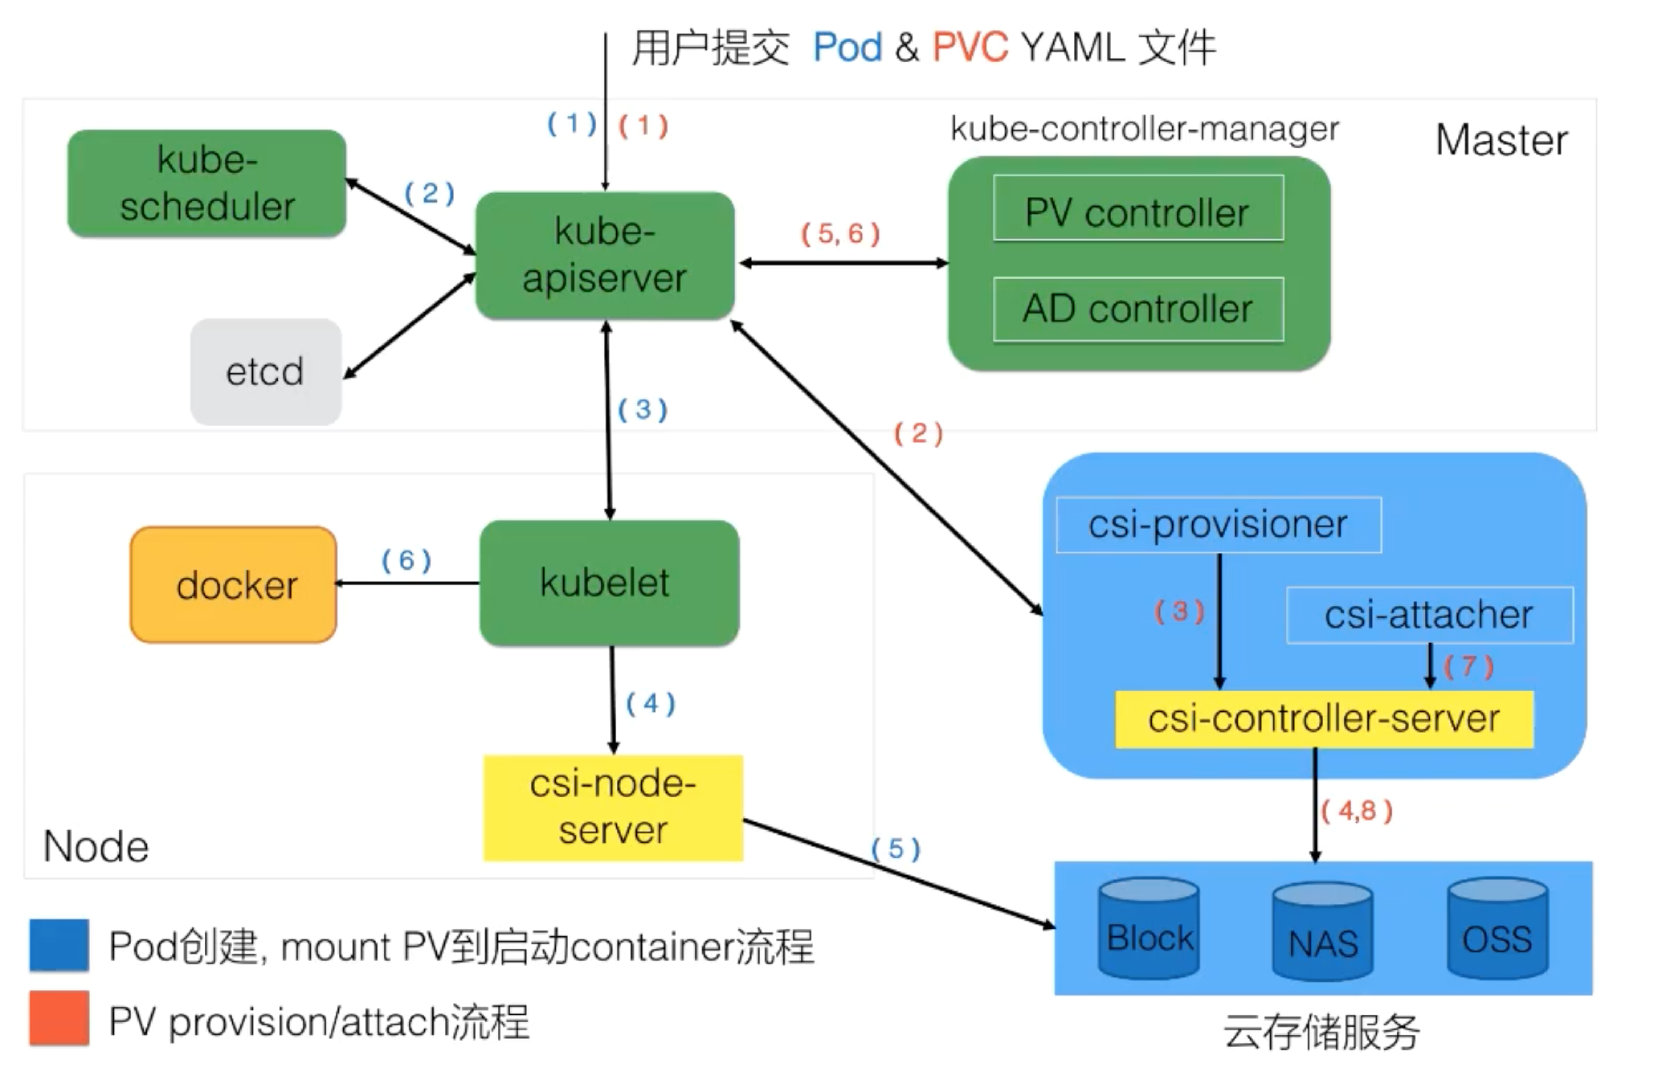 用户提交 Pod & PVC YAML 文件
(1) (1)
kube-controller-manager
Master
kube-
scheduler
(2)
kube-
apiserver
(5,6)
PV controller
AD controller
etcd
(3)
(2)
csi-provisioner
docker
(6)
kubelet
(3)
csi-attacher
(7)
(4)
csi-controller-server
csi-node-
server
(4,8)
Node
(5)
Block
NAS
OSS
Pod创建, mount PV到启动container流程
PV provision/attach流程
云存储服务